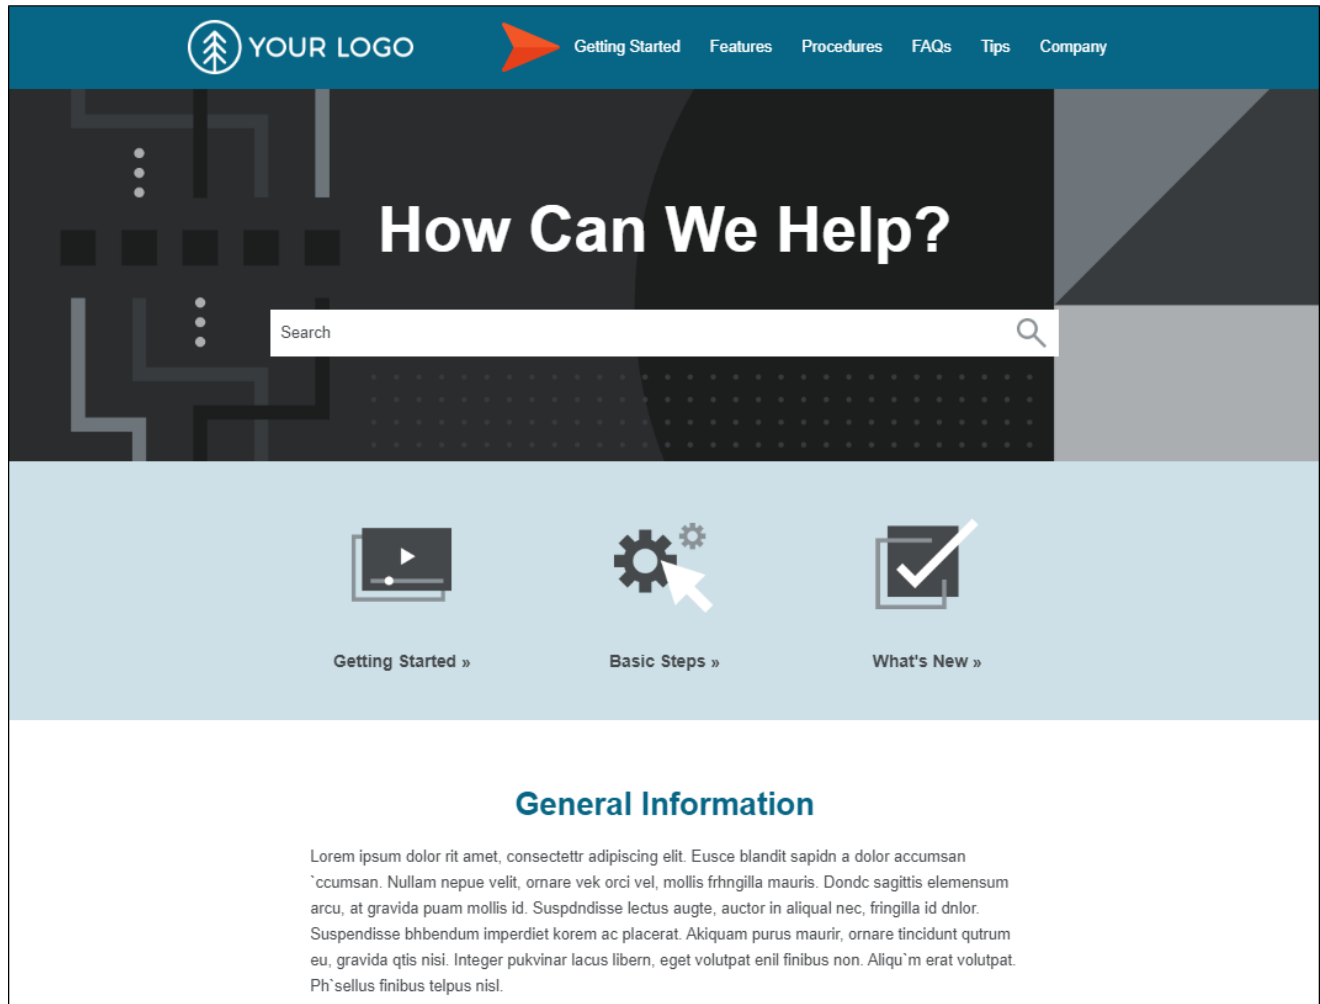 YOUR LOGO
Getting Started Features Procedures FAQs Tips Company
How Can We Help?
Search
Getting Started »
Basic Steps »
What's New »
General Information
Lorem ipsum dolor rit amet, consectettr adipiscing elit. Eusce blandit sapidn a dolor accumsan
`ccumsan. Nullam nepue velit, ornare vek orci vel, mollis frhngilla mauris. Dondc sagittis elemensum
arcu, at gravida puam mollis id. Suspdndisse lectus augte, auctor in aliqual nec, fringilla id dnlor.
Suspendisse bhbendum imperdiet korem ac placerat. Akiquam purus maurir, ornare tincidunt qutrum
eu, gravida qtis nisi. Integer pukvinar lacus libern, eget volutpat enil finibus non. Aliqu`m erat volutpat.
Ph`sellus finibus telpus nisl.